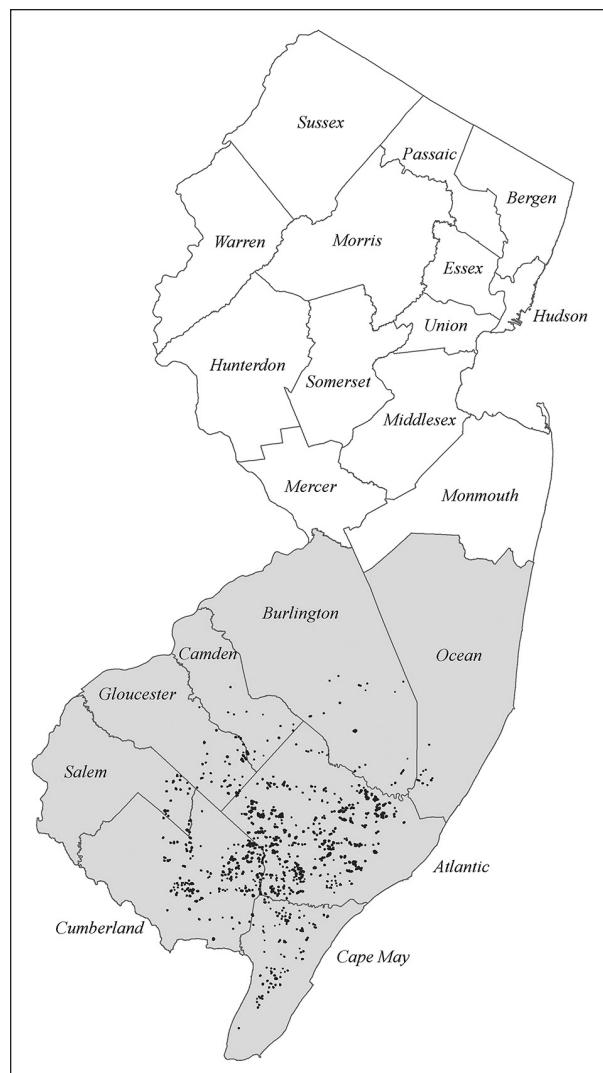 Sussex
Passaic
Bergen
Warren
Morris
Essex
Hudson
Union
Hunterdon
Somerset
Middlesex
Mercer
Monmouth
Burlington
Camden
Ocean
Gloucester
Salem
Atlantic
Cumberland
Cape May